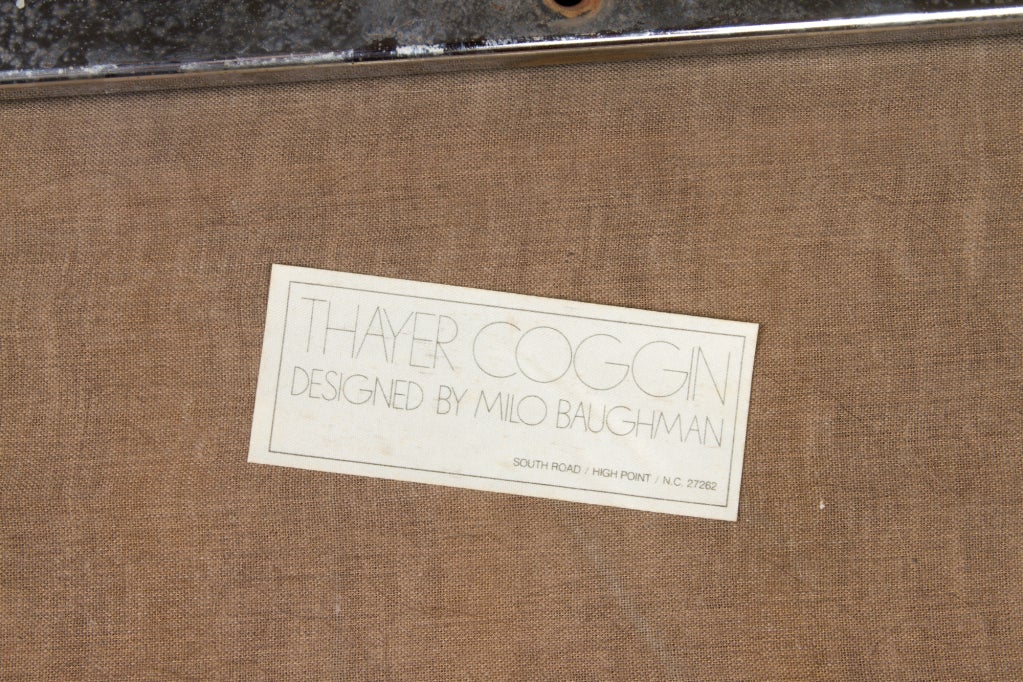 THAYER COGGIN
DESIGNED BY MILO BAUGHMAN
SOUTH ROAD / HIGH POINT / N.C. 27262